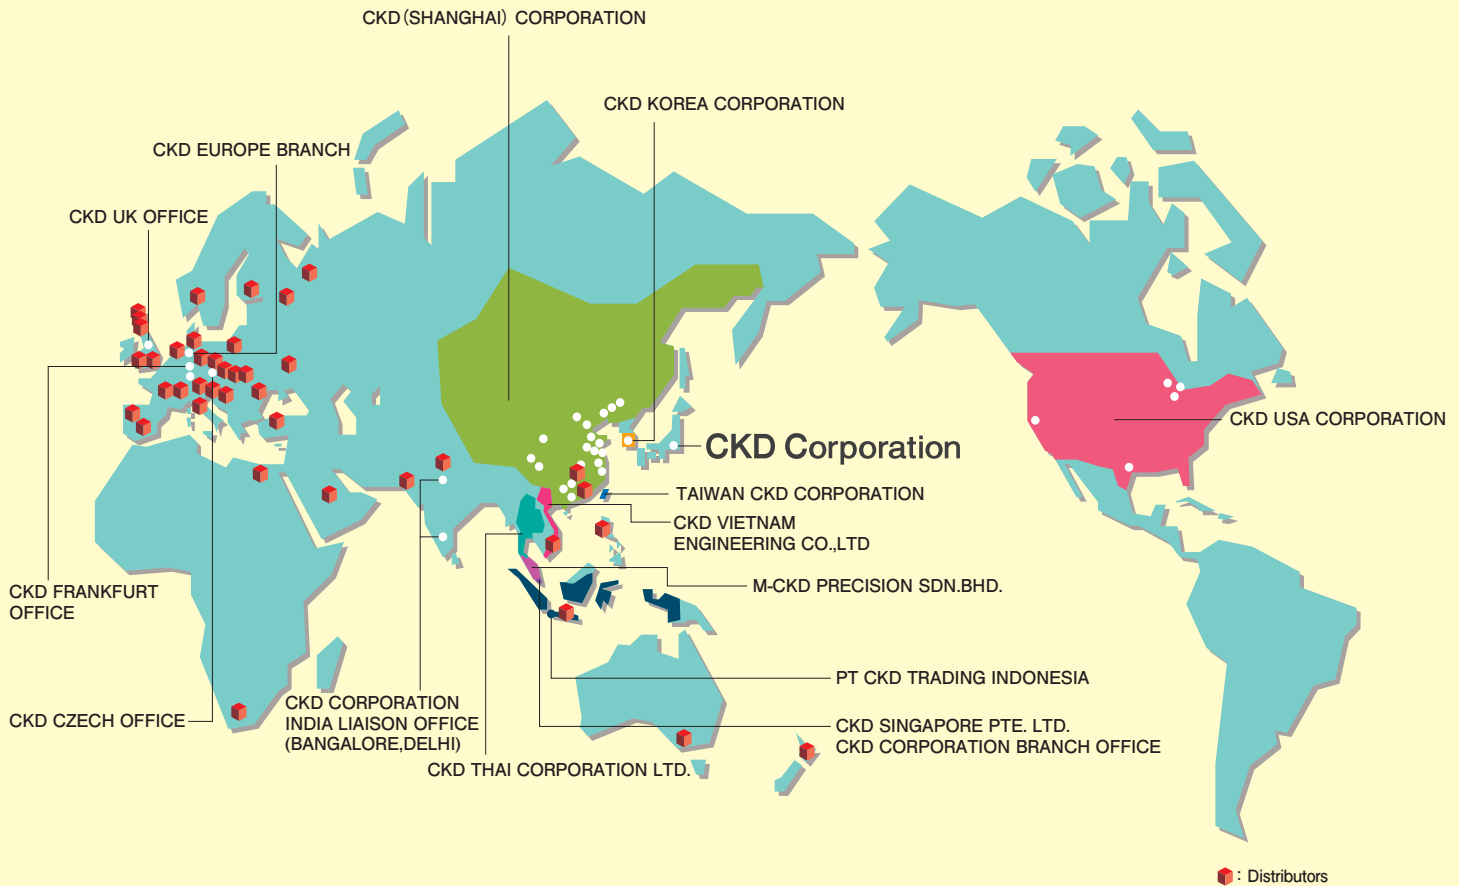 CKD(SHANGHAI) CORPORATION
CKD KOREA CORPORATION
CKD EUROPE BRANCH
CKD UK OFFICE
CKD USA CORPORATION
CKD Corporation
TAIWAN CKD CORPORATION
CKD VIETNAM
ENGINEERING CO.,LTD
M-CKD PRECISION SDN.BHD.
CKD FRANKFURT
OFFICE
PT CKD TRADING INDONESIA
CKD CZECH OFFICE
CKD CORPORATION
INDIA LIAISON OFFICE
(BANGALORE,DELHI)
CKD SINGAPORE PTE. LTD.
CKD CORPORATION BRANCH OFFICE
CKD THAI CORPORATION LTD.
: Distributors